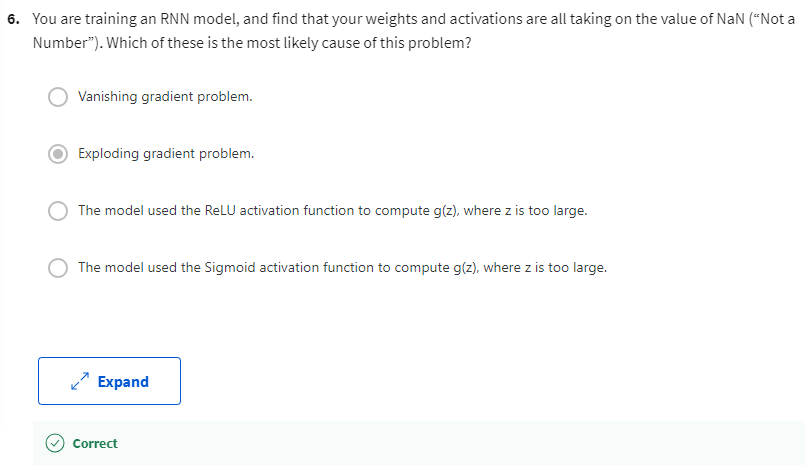 6. You are training an RNN model, and find that your weights and activations are all taking on the value of NaN (“Not a
Number”). Which of these is the most likely cause of this problem?
Vanishing gradient problem.
Exploding gradient problem.
The model used the ReLU activation function to compute g(z), where z is too large.
The model used the Sigmoid activation function to compute g(z), where z is too large.
Expand
Correct